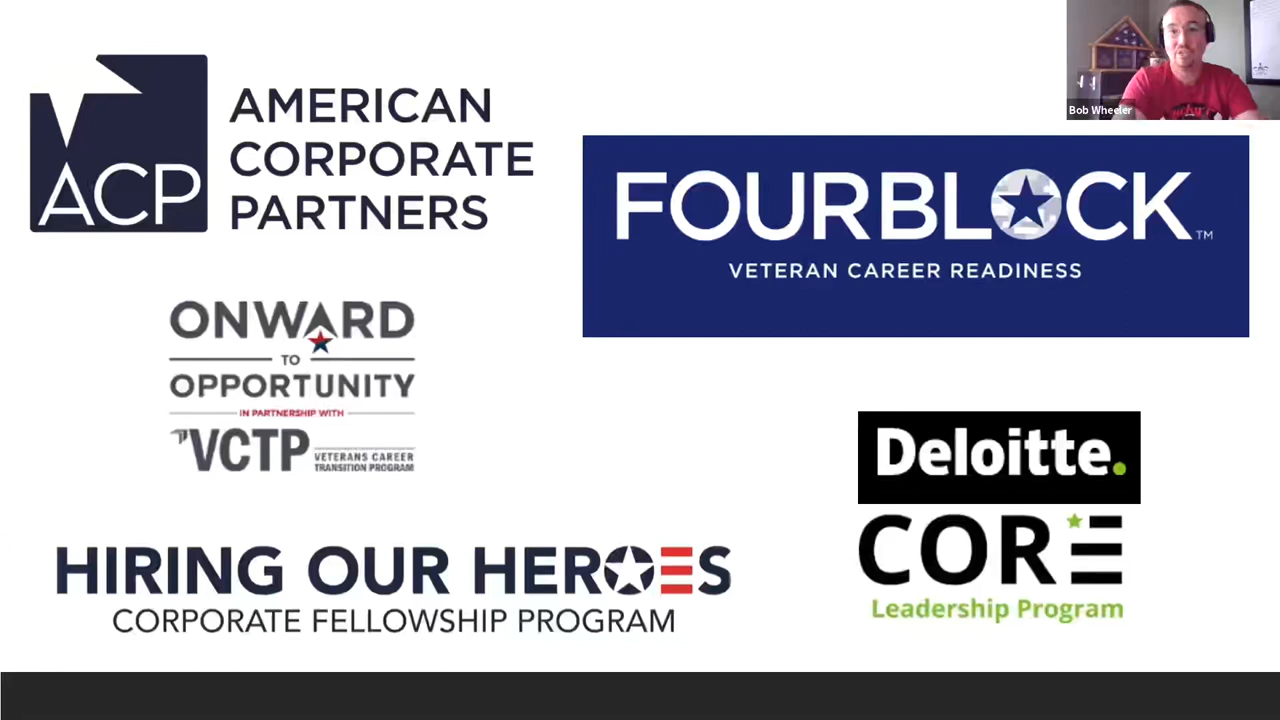 Bob Wheeler
ACP
AMERICAN
CORPORATE
PARTNERS
FOURBLOCK™
VETERAN CAREER READINESS
ONWARD
TO
OPPORTUNITY
IN PARTNERSHIP WITH
VCTP
VETERANS CAREER
TRANSITION PROGRAM
Deloitte.
CORE
Leadership Program
HIRING OUR HEROES
CORPORATE FELLOWSHIP PROGRAM